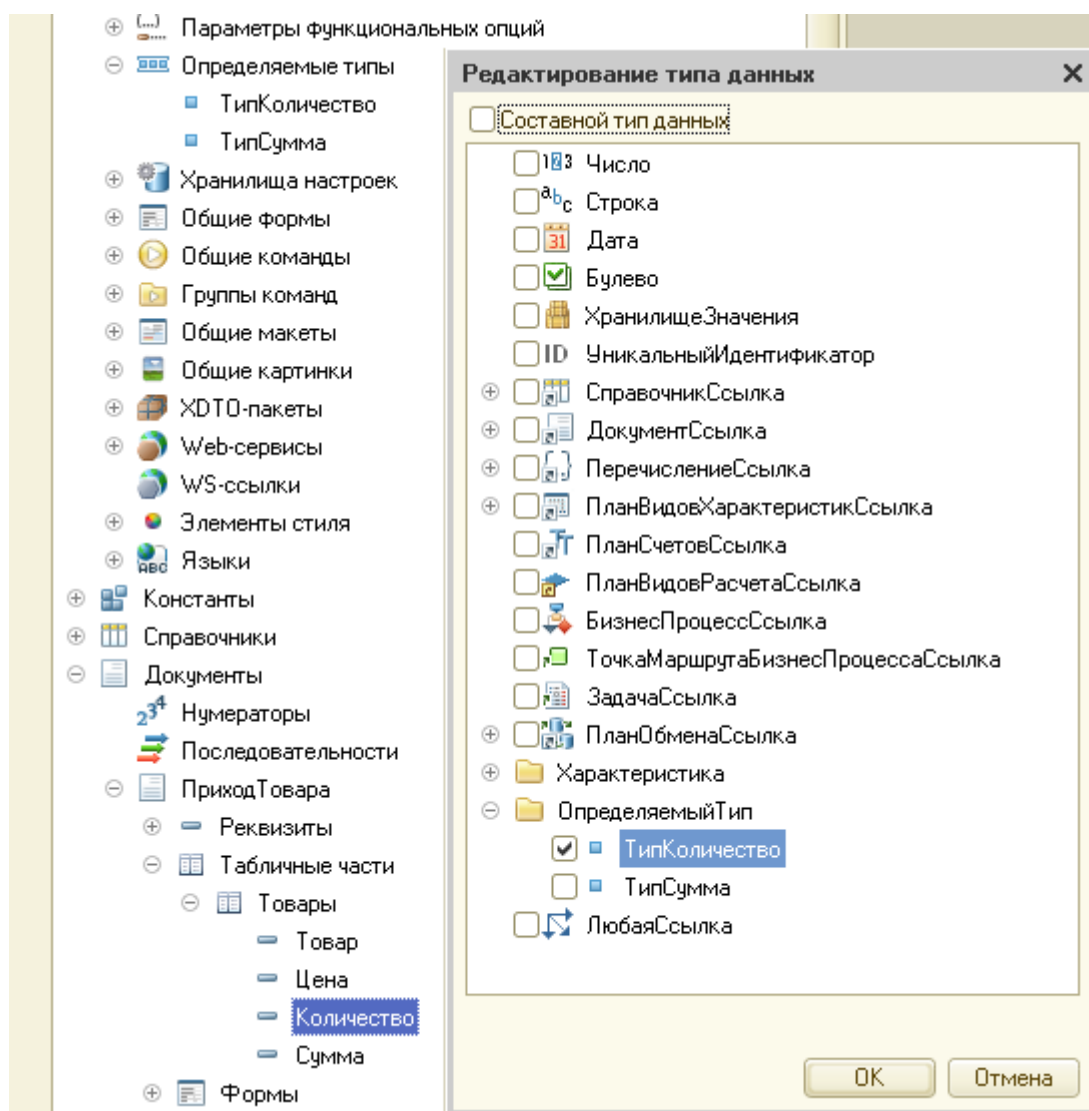 Параметры функциональных опций
Определяемые типы
ТипКоличество
ТипСумма
Хранилища настроек
Общие формы
Общие команды
Группы команд
Общие макеты
Общие картинки
XDTO-пакеты
Web-сервисы
WS-ссылки
Элементы стиля
Языки
Константы
Справочники
Документы
Нумераторы
Последовательности
ПриходТовара
Реквизиты
Табличные части
Товары
Товар
Цена
Количество
Сумма
Формы
Редактирование типа данных
Составной тип данных
Число
Строка
Дата
Булево
ХранилищеЗначения
ID УникальныйИдентификатор
СправочникСсылка
ДокументСсылка
ПеречислениеСсылка
ПланВидовХарактеристикСсылка
ПланСчетовСсылка
ПланВидовРасчетаСсылка
БизнесПроцессСсылка
ТочкаМаршрутаБизнесПроцессаСсылка
ЗадачаСсылка
ПланОбменаСсылка
Характеристика
ОпределяемыйТип
ТипКоличество
ТипСумма
ЛюбаяСсылка
OK Отмена